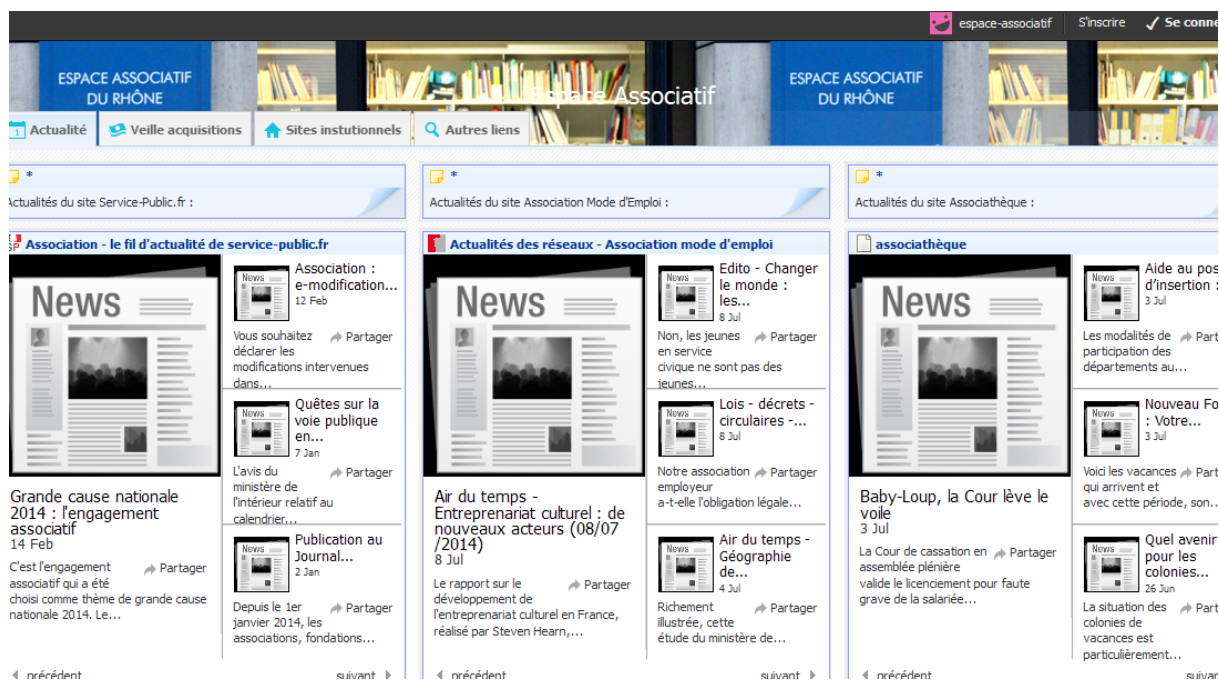 espace-associatif
S'inscrire
Se conne
ESPACE ASSOCIATIF
DU RHÔNE
Espace Associatif
ESPACE ASSOCIATIF
DU RHÔNE
1 Actualité
Veille acquisitions
Sites instutionnels
Autres liens
*
Actualités du site Service-Public.fr :
*
Actualités du site Association Mode d'Emploi :
*
Actualités du site Associathèque :
SP Association - le fil d'actualité de service-public.fr
News
Grande cause nationale
2014 : l'engagement
associatif
14 Feb
C'est l'engagement
Partager
associatif qui a été
choisi comme thème de grande cause
nationale 2014. Le...
News
Association :
e-modification...
12 Feb
Vous souhaitez
Partager
déclarer les
modifications intervenues
dans...
News
Quêtes sur la
voie publique
en...
7 Jan
L'avis du
Partager
ministère de
l'intérieur relatif au
calendrier...
News
Publication au
Journal...
2 Jan
Depuis le 1er
Partager
janvier 2014, les
associations, fondations...
précédent
suivant
Actualités des réseaux - Association mode d'emploi
News
Air du temps -
Entreprenariat culturel : de
nouveaux acteurs (08/07
/2014)
8 Jul
Le rapport sur le
Partager
développement de
l'entreprenariat culturel en France,
réalisé par Steven Hearn,...
News
Edito - Changer
le monde :
les...
8 Jul
Non, les jeunes
Partager
en service
civique ne sont pas des
jeunes...
News
Lois - décrets -
circulaires -...
8 Jul
Notre association
Partager
employeur
a-t-elle l'obligation légale...
News
Air du temps -
Géographie
de...
4 Jul
Richement
Partager
illustrée, cette
étude du ministère de...
précédent
suivant
associathèque
News
Baby-Loup, la Cour lève le
voile
3 Jul
La Cour de cassation en
Partager
assemblée plénière
valide le licenciement pour faute
grave de la salariée...
News
Aide au pos
d'insertion :
3 Jul
Les modalités de
Part
participation des
départements au...
News
Nouveau Fo
: Votre...
3 Jul
Voici les vacances
Part
qui arrivent et
avec cette période, son...
News
Quel avenir
pour les
colonies...
26 Jun
La situation des
Part
colonies de
vacances est
particulièrement...
précédent
suivan